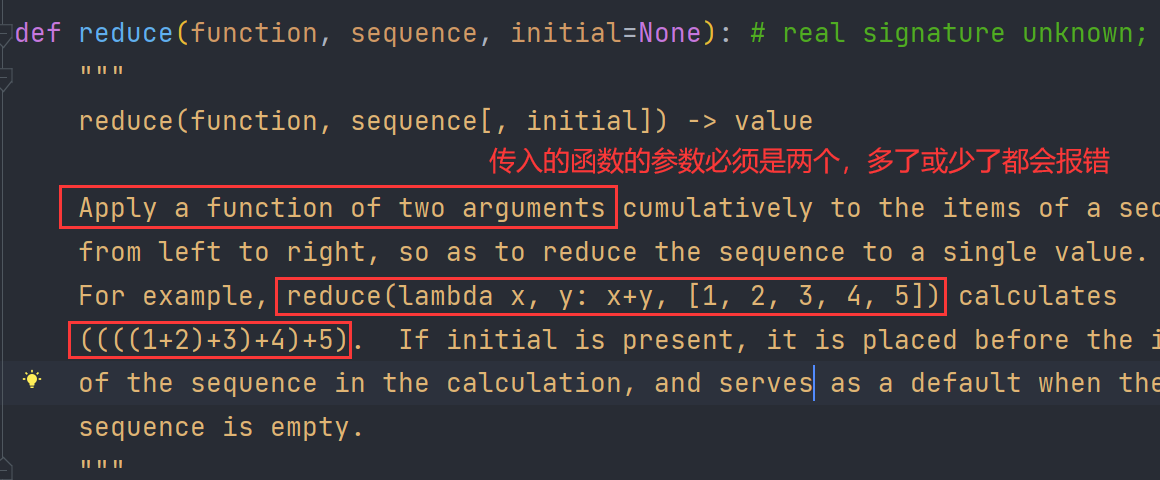 def reduce(function, sequence, initial=None): # real signature unknown;
"""
reduce(function, sequence[, initial]) -> value
传入的函数的参数必须是两个，多了或少了都会报错
Apply a function of two arguments cumulatively to the items of a
from left to right, so as to reduce the sequence to a single value.
For example, reduce(lambda x, y: x+y, [1, 2, 3, 4, 5]) calculates
((((1+2)+3)+4)+5).  If initial is present, it is placed before the
of the sequence in the calculation, and serves as a default when the
sequence is empty.
"""